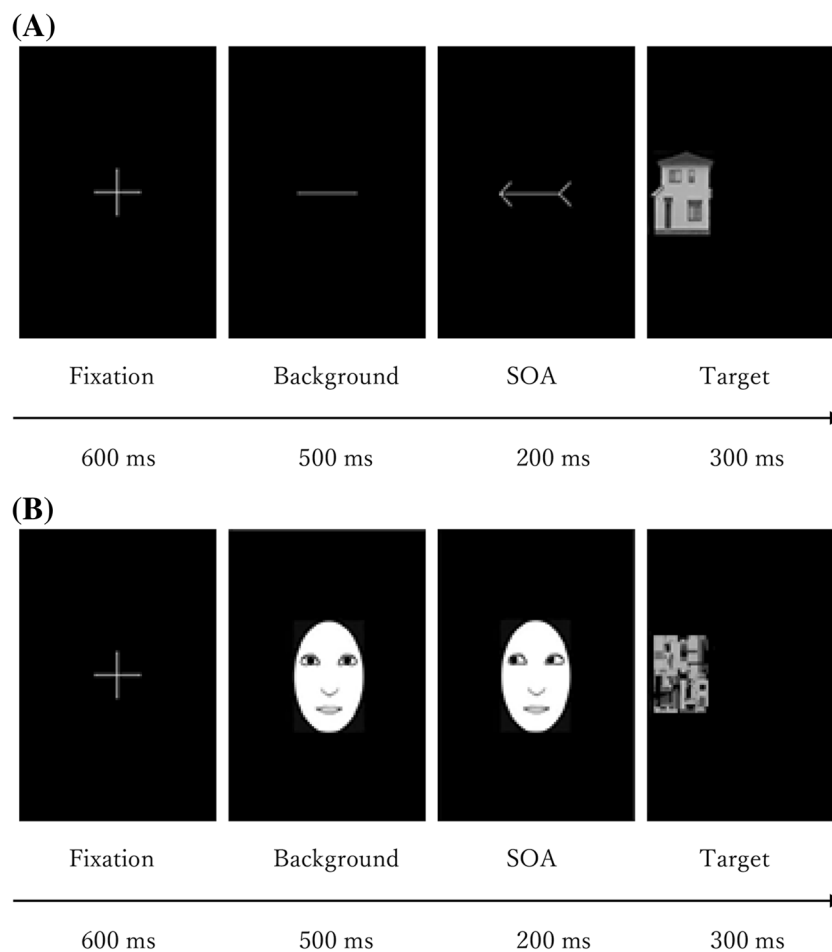 (A)
Fixation Background SOA Target
600 ms 500 ms 200 ms 300 ms
(B)
Fixation Background SOA Target
600 ms 500 ms 200 ms 300 ms